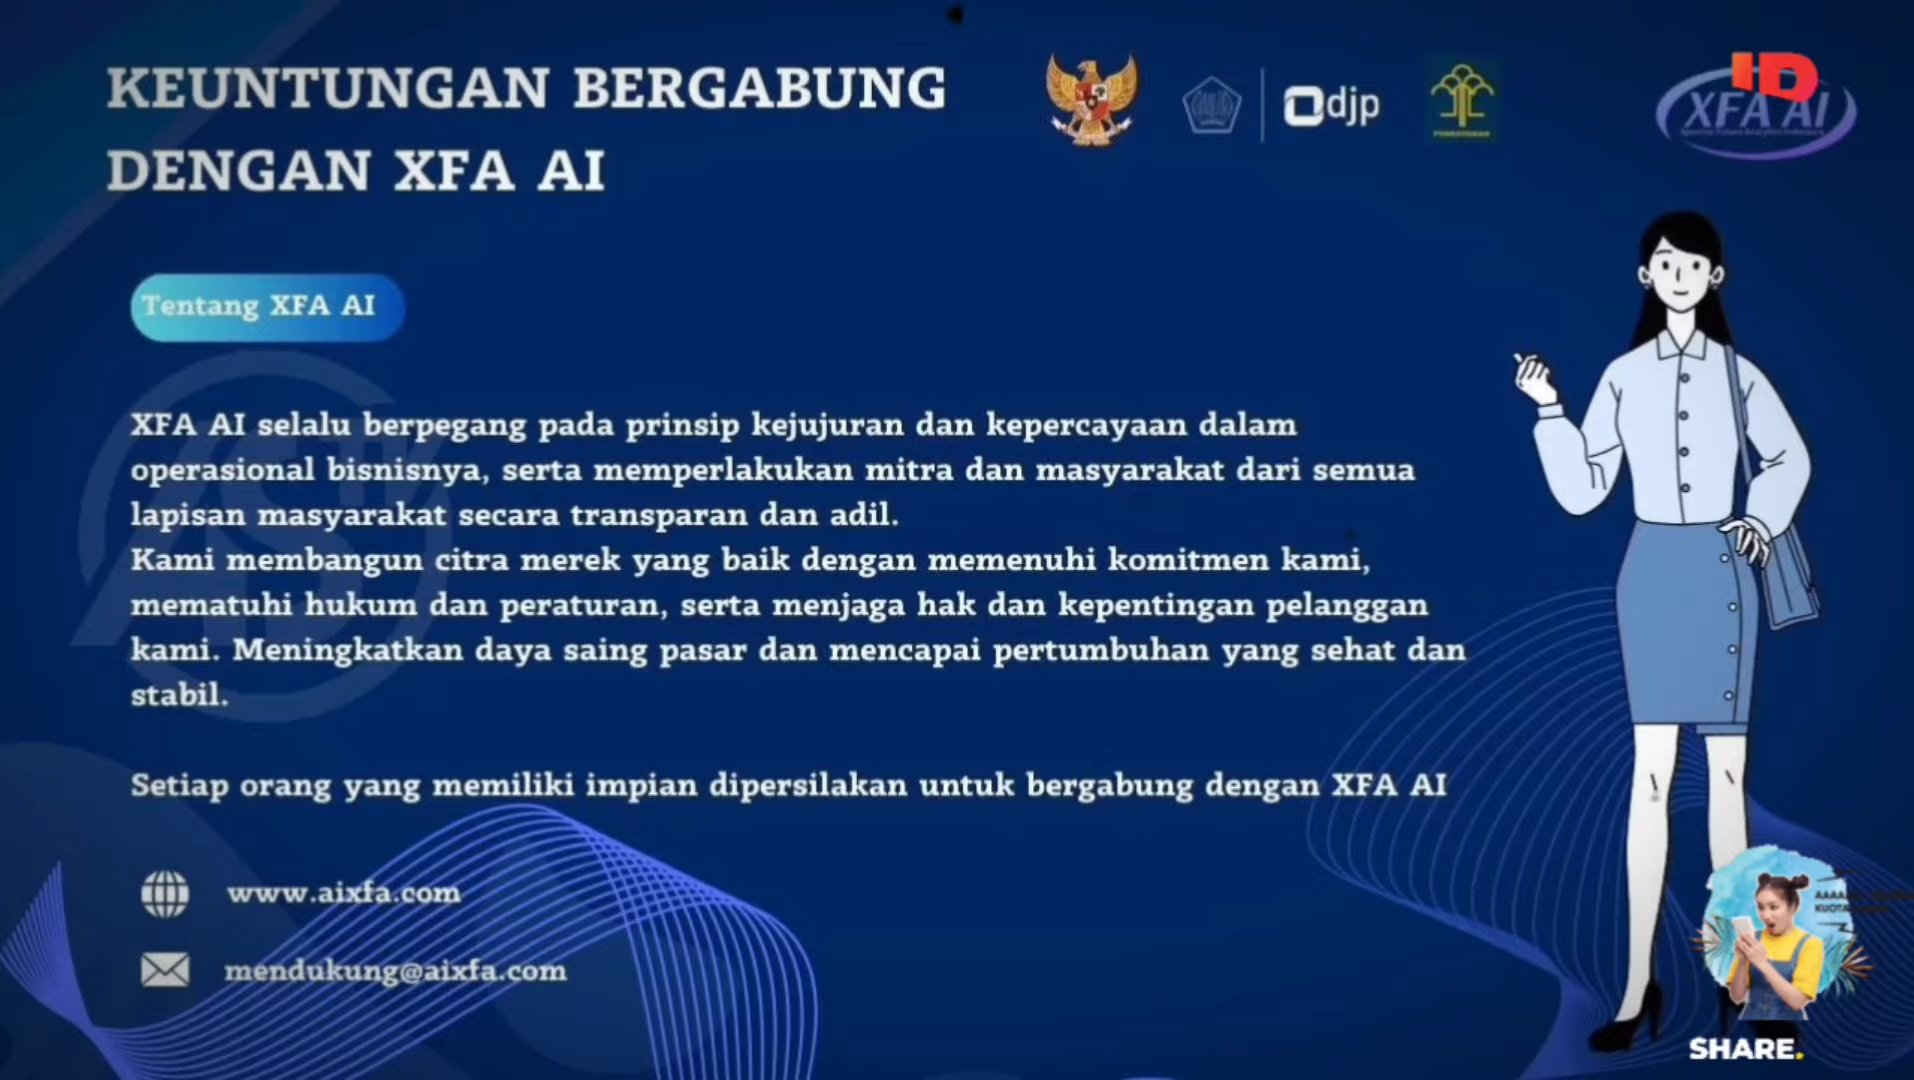 KEUNTUNGAN BERGABUNG
DENGAN XFA AI
djp
PENGAYOMAN
ID
XFA AI
Tentang XFA AI
XFA AI selalu berpegang pada prinsip kejujuran dan kepercayaan dalam
operasional bisnisnya, serta memperlakukan mitra dan masyarakat dari semua
lapisan masyarakat secara transparan dan adil.
Kami membangun citra merek yang baik dengan memenuhi komitmen kami,
mematuhi hukum dan peraturan, serta menjaga hak dan kepentingan pelanggan
kami. Meningkatkan daya saing pasar dan mencapai pertumbuhan yang sehat dan
stabil.
Setiap orang yang memiliki impian dipersilakan untuk bergabung dengan XFA AI
www.aixfa.com
mendukung@aixfa.com
SHARE.